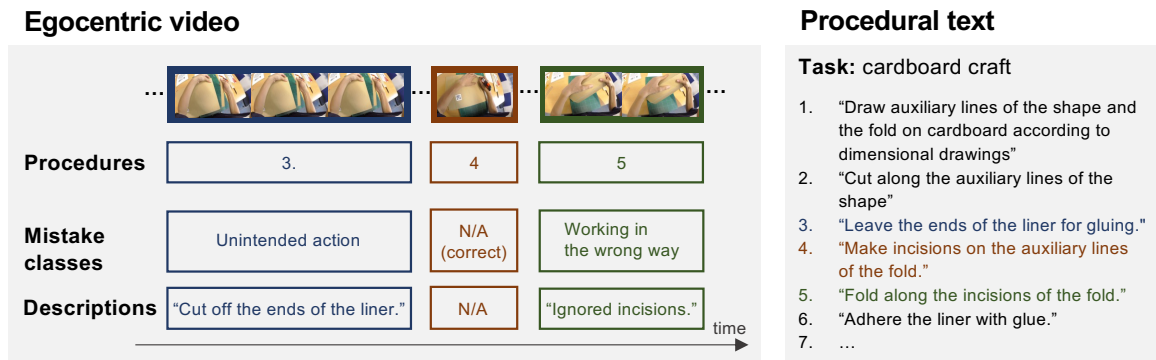 Egocentric video
... ... ... ...
Procedures
3.
4
5
Mistake
classes
Unintended action
N/A
(correct)
Working in
the wrong way
Descriptions
“Cut off the ends of the liner.”
N/A
“Ignored incisions.”
time
Procedural text
Task: cardboard craft
1. “Draw auxiliary lines of the shape and
the fold on cardboard according to
dimensional drawings”
2. “Cut along the auxiliary lines of the
shape”
3. “Leave the ends of the liner for gluing."
4. “Make incisions on the auxiliary lines
of the fold.”
5. “Fold along the incisions of the fold.”
6. “Adhere the liner with glue.”
7. …